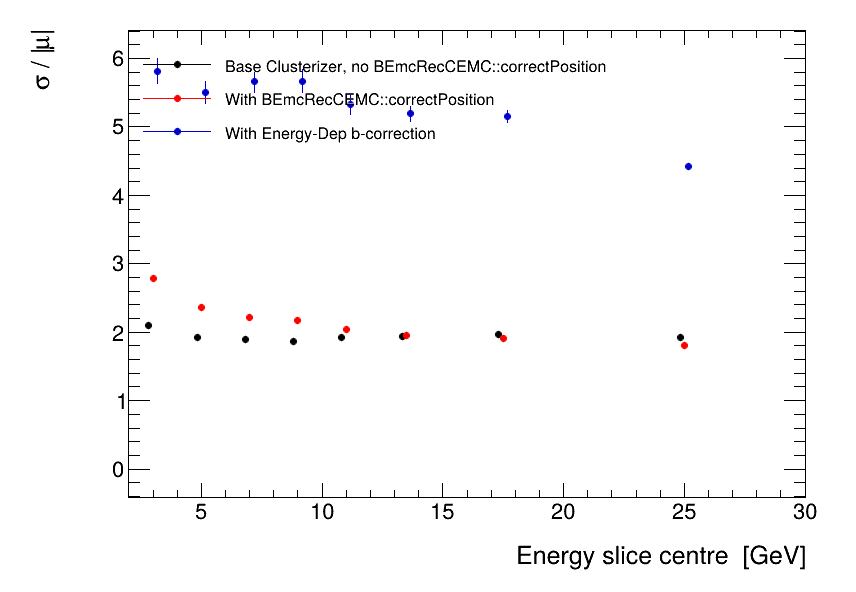 σ / |μ|
6
Base Clusterizer, no BEmcRecCEMC::correctPosition
With BEmcRecCEMC::correctPosition
5
With Energy-Dep b-correction
4
3
2
1
0
5 10 15 20 25 30
Energy slice centre [GeV]